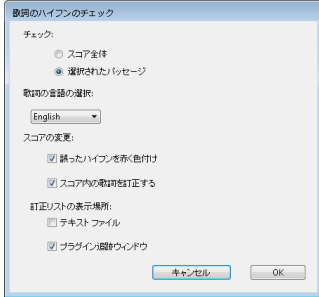 歌詞のハイフンのチェック
チェック:
スコア全体
選択されたパッセージ
歌詞の言語の選択:
English
スコアの変更:
誤ったハイフンを赤く色付け
スコア内の歌詞を訂正する
訂正リストの表示場所:
テキスト ファイル
プラグイン追跡ウィンドウ
キャンセル
OK